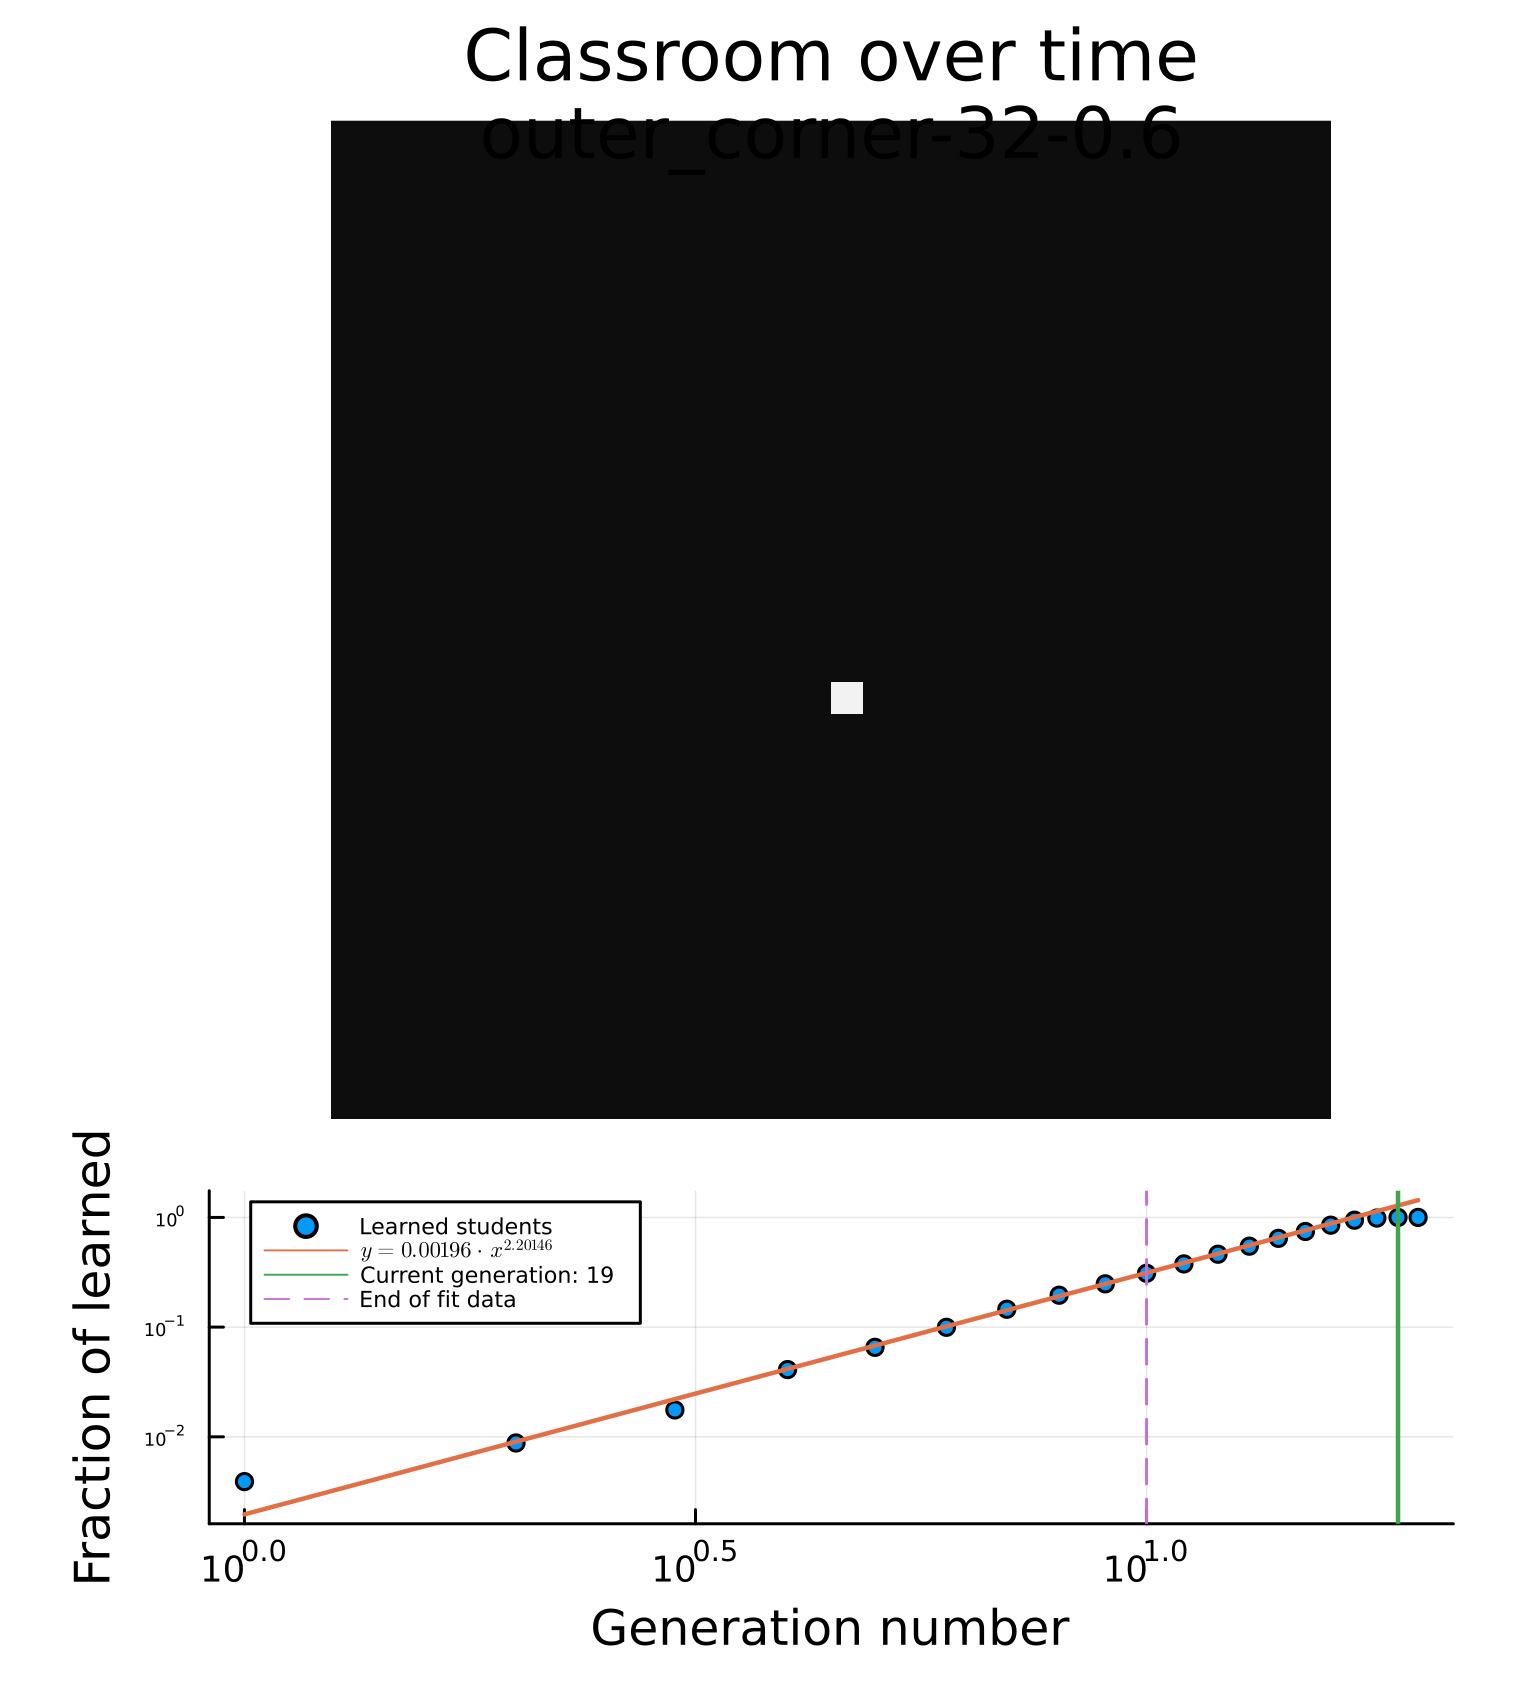 Classroom over time
outer_corner-32-0.6
Fraction of learned
10⁰
10⁻¹
10⁻²
Learned students
y = 0.00196 · x^2.20146
Current generation: 19
End of fit data
10^0.0 10^0.5 10^1.0
Generation number